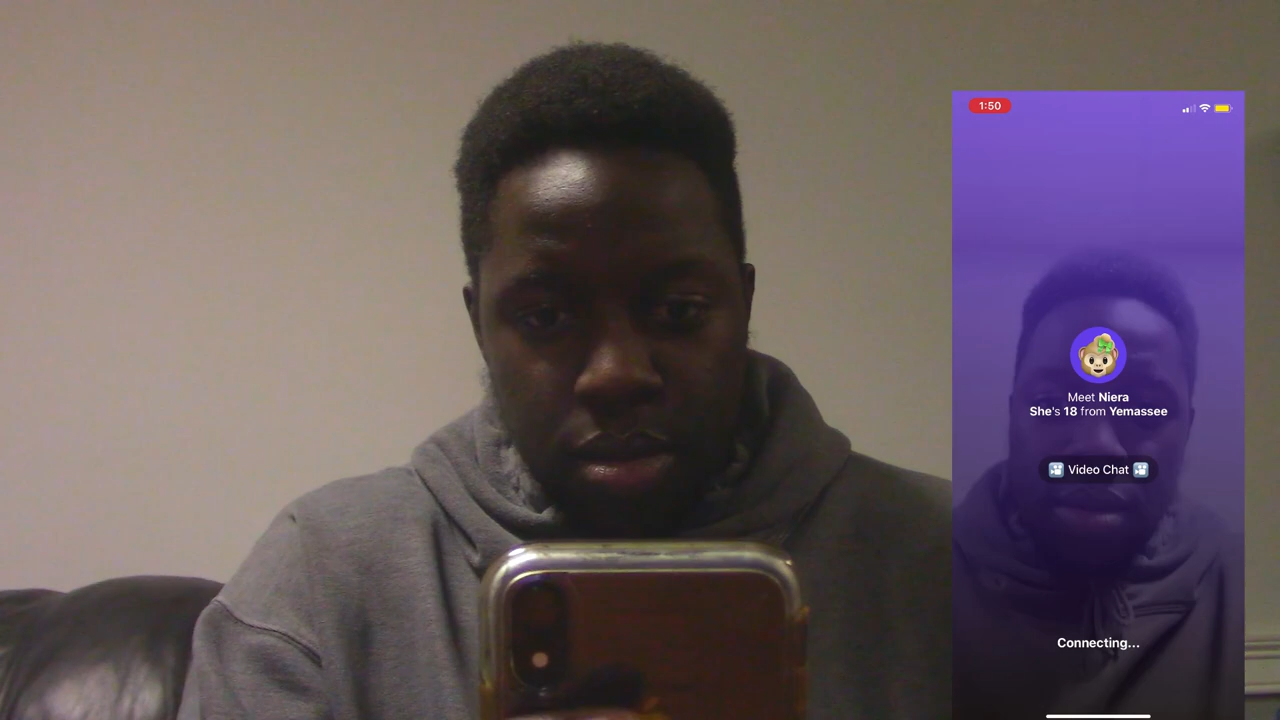 1:50
Meet Niera
She's 18 from Yemassee
Video Chat
Connecting...